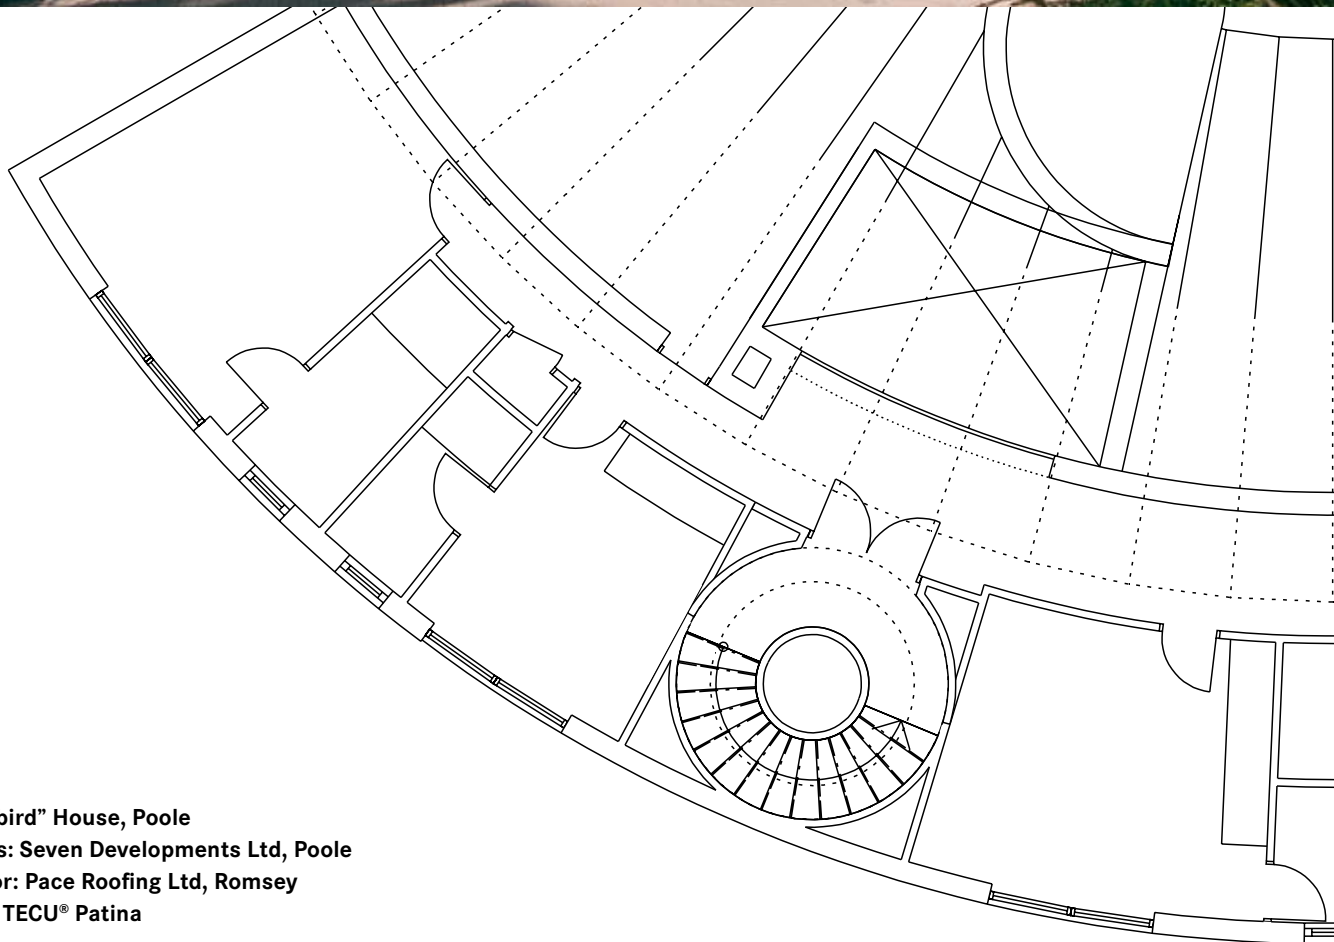 bird” House, Poole
s: Seven Developments Ltd, Poole
or: Pace Roofing Ltd, Romsey
TECU® Patina